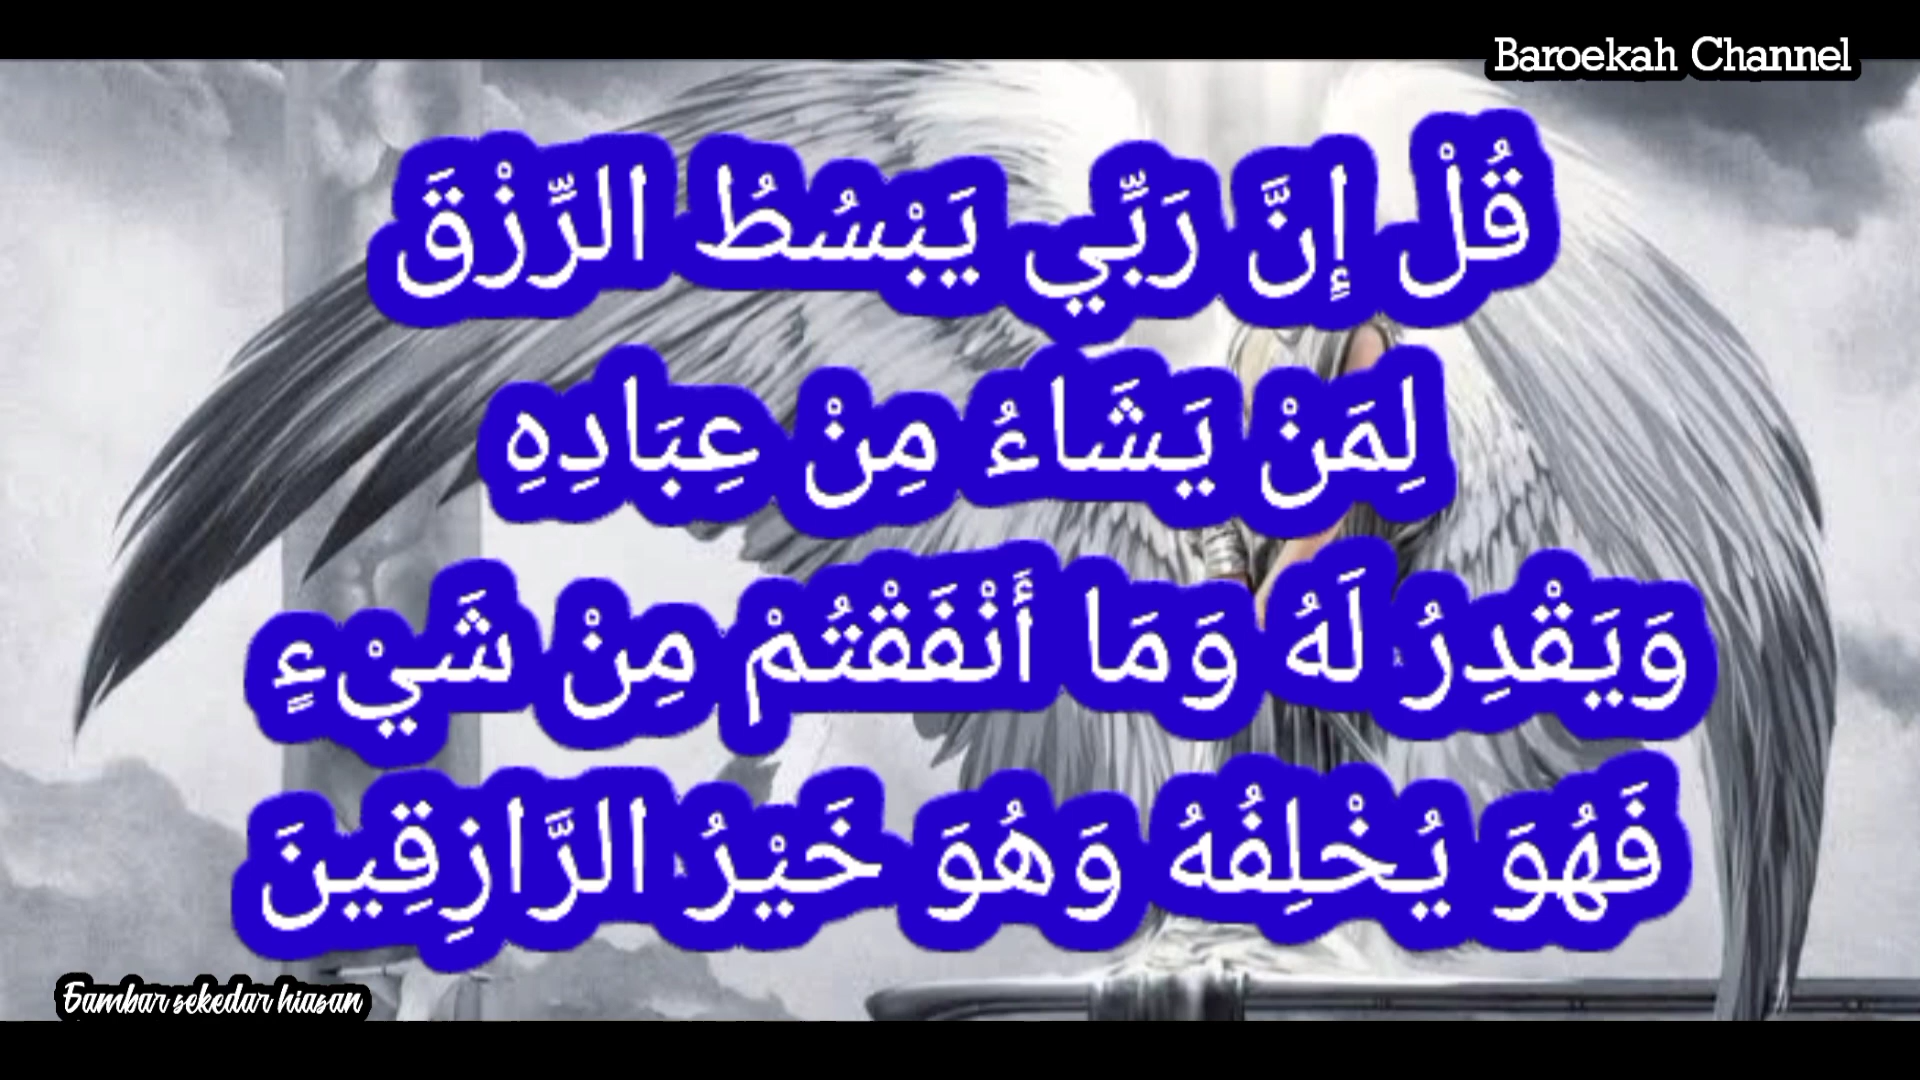 Baroekah Channel
قُلْ إِنَّ رَبِّي يَبْسُطُ الرِّزْقَ
لِمَنْ يَشَاءُ مِنْ عِبَادِهِ
وَيَقْدِرُ لَهُ وَمَا أَنْفَقْتُمْ مِنْ شَيْءٍ
فَهُوَ يُخْلِفُهُ وَهُوَ خَيْرُ الرَّازِقِينَ
Gambar sekedar hiasan